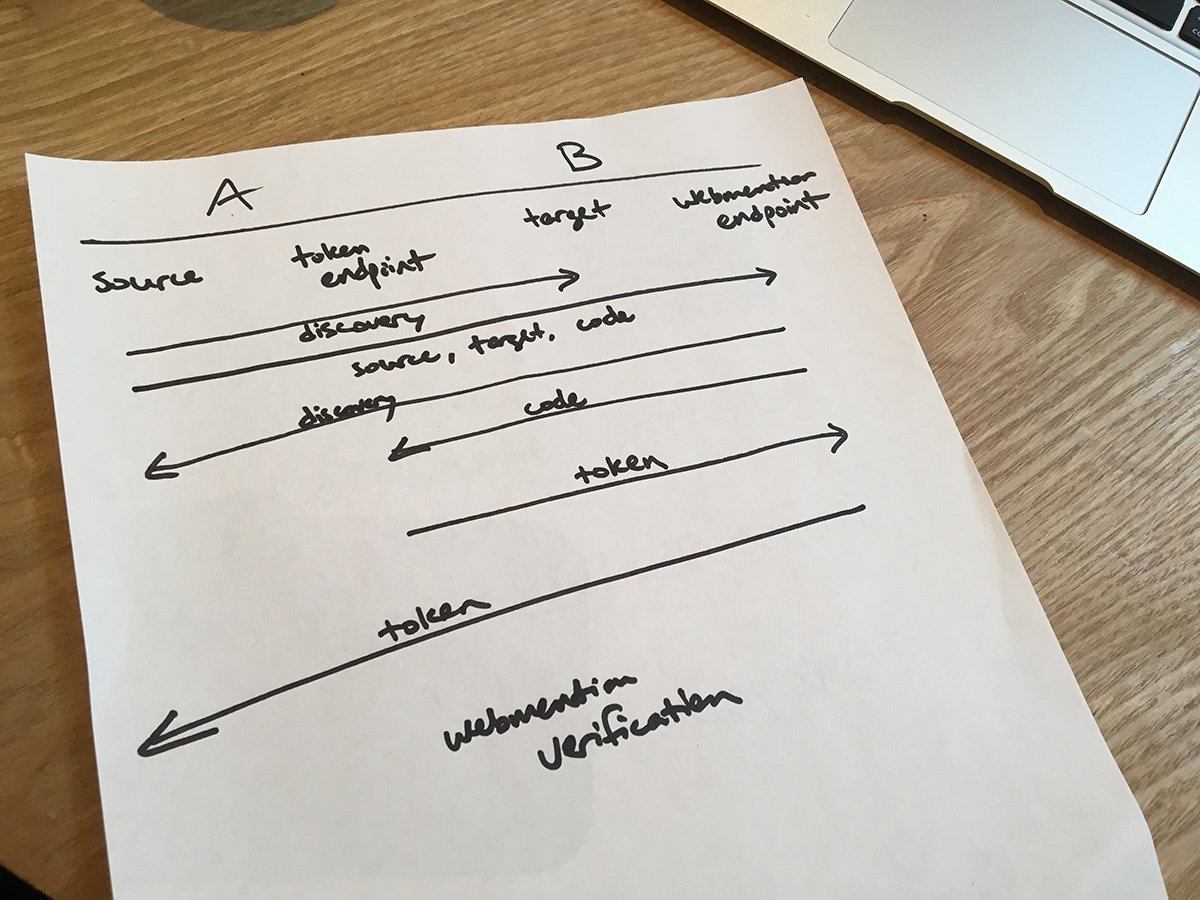 A
B
source
token
endpoint
target
webmention
endpoint
discovery
source, target, code
discovery
code
token
token
webmention
verification